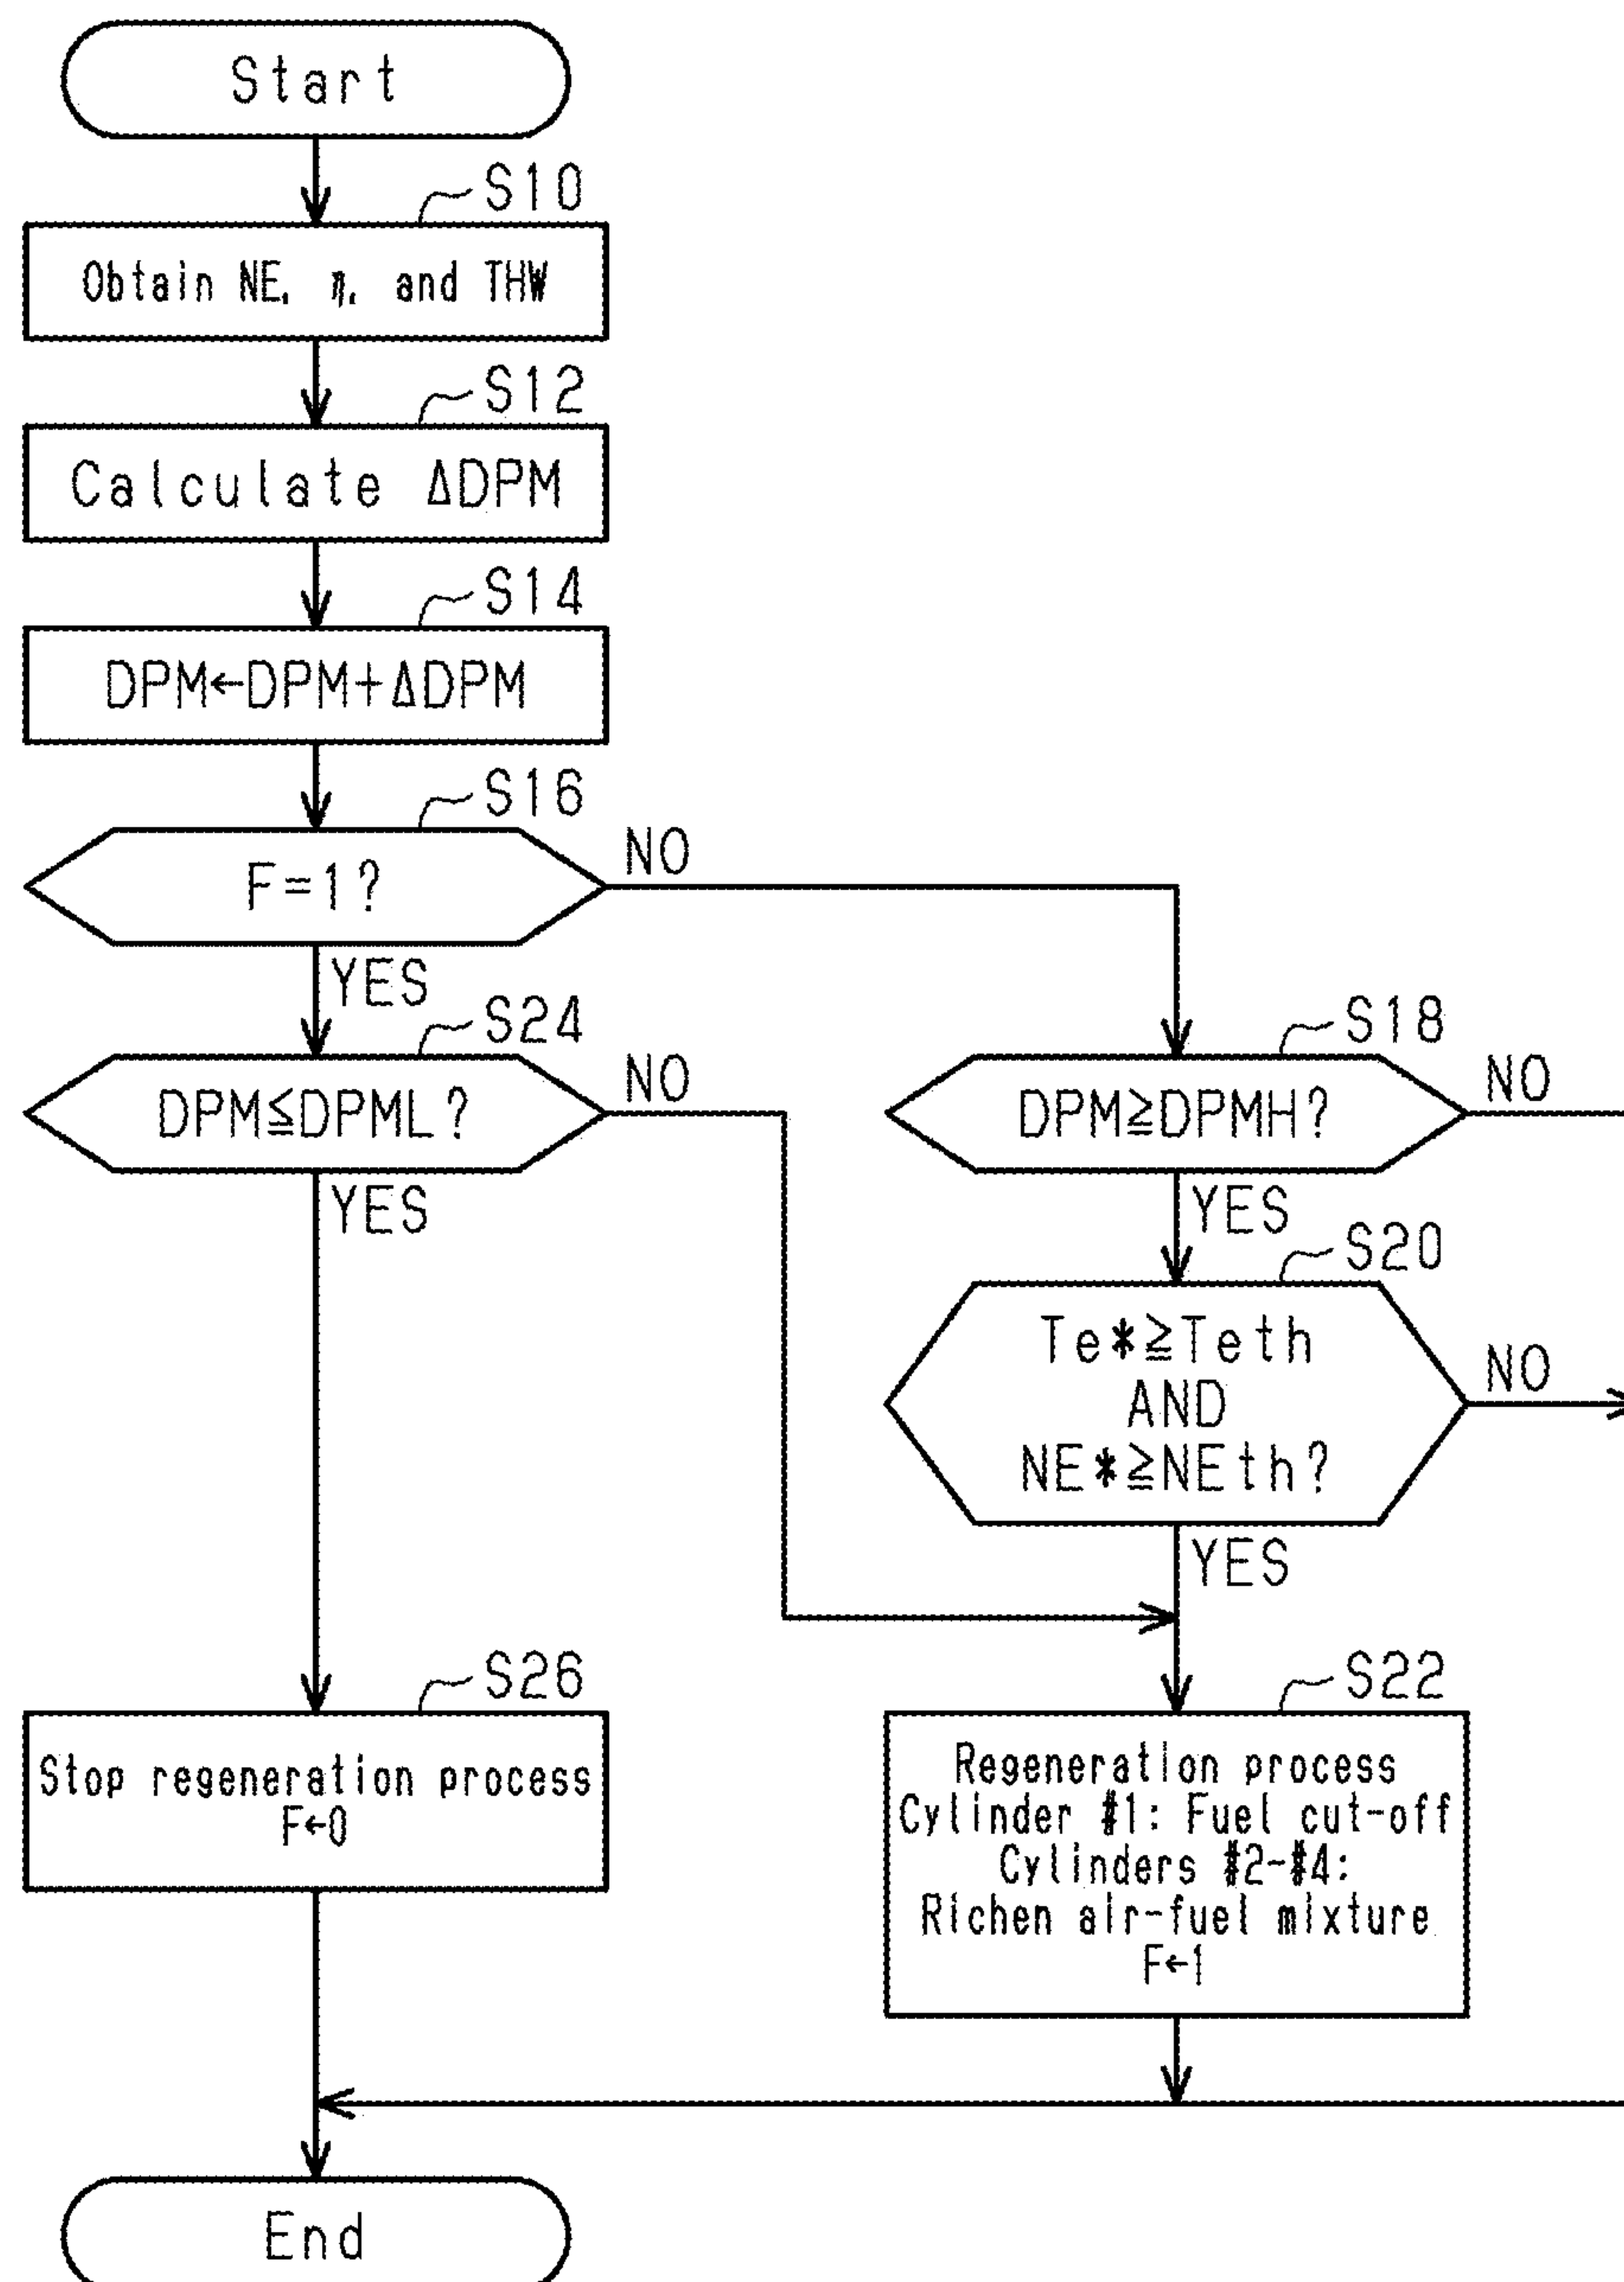 Start
S10
Obtain NE, η, and THW
S12
Calculate ΔDPM
S14
DPM←DPM+ΔDPM
S16
F=1?
NO
YES
S24
DPM≦DPML?
NO
YES
S18
DPM≧DPMH?
NO
YES
S20
Te*≧Teth
AND
NE*≧NEth?
NO
YES
S26
Stop regeneration process
F←0
S22
Regeneration process
Cylinder #1: Fuel cut-off
Cylinders #2-#4:
Richen air-fuel mixture
F←1
End